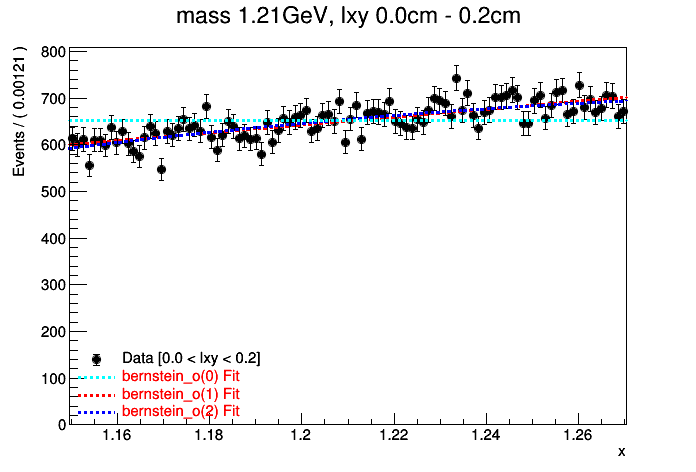 mass 1.21GeV, lxy 0.0cm - 0.2cm
Events / ( 0.00121 )
800
700
600
500
400
300
200
100
0
Data [0.0 < lxy < 0.2]
bernstein_o(0) Fit
bernstein_o(1) Fit
bernstein_o(2) Fit
1.16 1.18 1.2 1.22 1.24 1.26
x